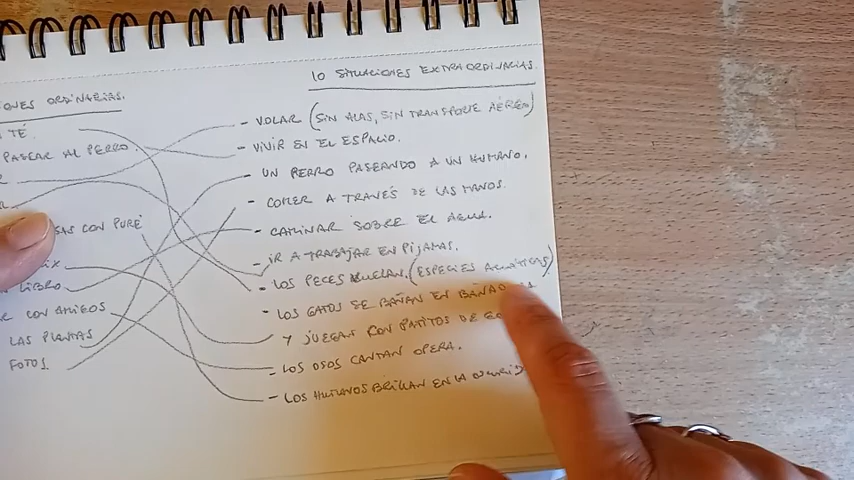 10 SITUACIONES EXTRAORDINARIAS.
IONES ORDINARIAS.
TÉ.
PASEAR AL PERRO.
SAS CON PURÉ
LIBRO
CON AMIGOS
LAS PLANTAS
FOTOS.
- VOLAR (SIN ALAS, SIN TRANSPORTE AÉREO)
- VIVIR EN EL ESPACIO.
- UN PERRO PASEANDO A UN HUMANO.
- COMER A TRAVÉS DE LAS MANOS.
- CAMINAR SOBRE EL AGUA.
- IR A TRABAJAR EN PIJAMAS.
- LOS PECES VUELAN, (ESPECIES ACUÁTICAS)
- LOS GATOS SE BAÑAN EN
Y JUEGAN CON PATITOS DE
- LOS OSOS CANTAN OPERA.
- LOS HUMANOS BRILLAN EN LA